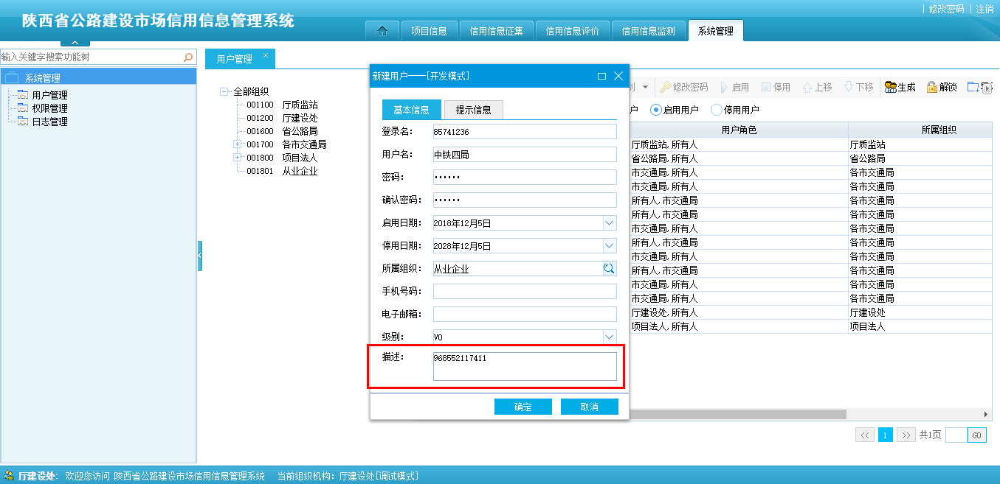 修改密码 | 注销
陕西省公路建设市场信用信息管理系统
项目信息 信用信息征集 信用信息评价 信用信息监测 系统管理
输入关键字搜索功能树
系统管理
用户管理
权限管理
日志管理
用户管理 ×
全部组织
001100 厅质监站
001200 厅建设处
001600 省公路局
001700 各市交通局
001800 项目法人
001801 从业企业
新建用户——[开发模式]
基本信息 提示信息
登录名: 85741236
用户名: 中铁四局
密码: ••••••
确认密码: ••••••
启用日期: 2018年12月5日
停用日期: 2028年12月5日
所属组织: 从业企业
手机号码:
电子邮箱:
级别: V0
描述: 968552117411
确定 取消
修改密码 启用 停用 上移 下移 生成 解锁
户 启用用户 停用用户
用户角色 所属组织
厅质监站,所有人 厅质监站
省公路局,所有人 省公路局
市交通局,所有人 各市交通局
市交通局,所有人 各市交通局
所有人,市交通局 各市交通局
所有人,市交通局 各市交通局
市交通局,所有人 各市交通局
所有人,市交通局 各市交通局
市交通局,所有人 各市交通局
所有人,市交通局 各市交通局
市交通局,所有人 各市交通局
市交通局,所有人 各市交通局
厅建设处,所有人 厅建设处
项目法人,所有人 项目法人
<< 1 >> 共1页 GO
厅建设处: 欢迎您访问 陕西省公路建设市场信用信息管理系统 当前组织机构: 厅建设处[调试模式]